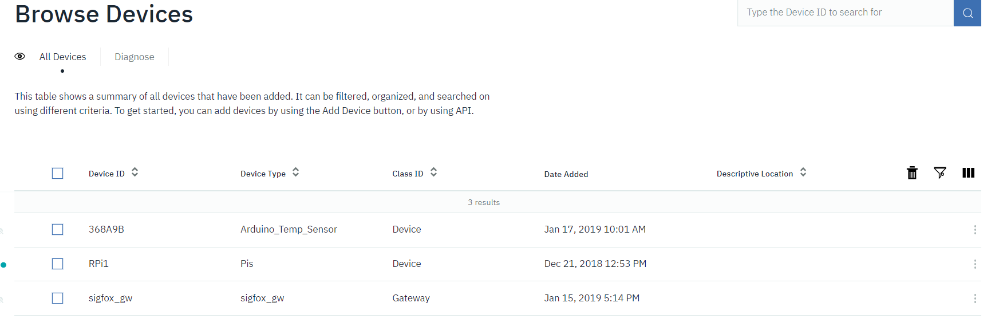 Browse Devices
Type the Device ID to search for
All Devices
Diagnose
This table shows a summary of all devices that have been added. It can be filtered, organized, and searched on
using different criteria. To get started, you can add devices by using the Add Device button, or by using API.
Device ID Device Type Class ID Date Added Descriptive Location
3 results
368A9B Arduino_Temp_Sensor Device Jan 17, 2019 10:01 AM
RPi1 Pis Device Dec 21, 2018 12:53 PM
sigfox_gw sigfox_gw Gateway Jan 15, 2019 5:14 PM